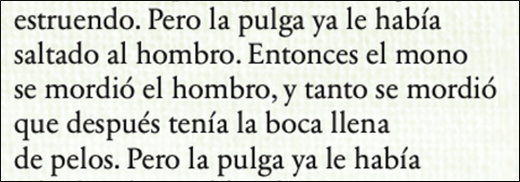 estruendo. Pero la pulga ya le había
saltado al hombro. Entonces el mono
se mordió el hombro, y tanto se mordió
que después tenía la boca llena
de pelos. Pero la pulga ya le había